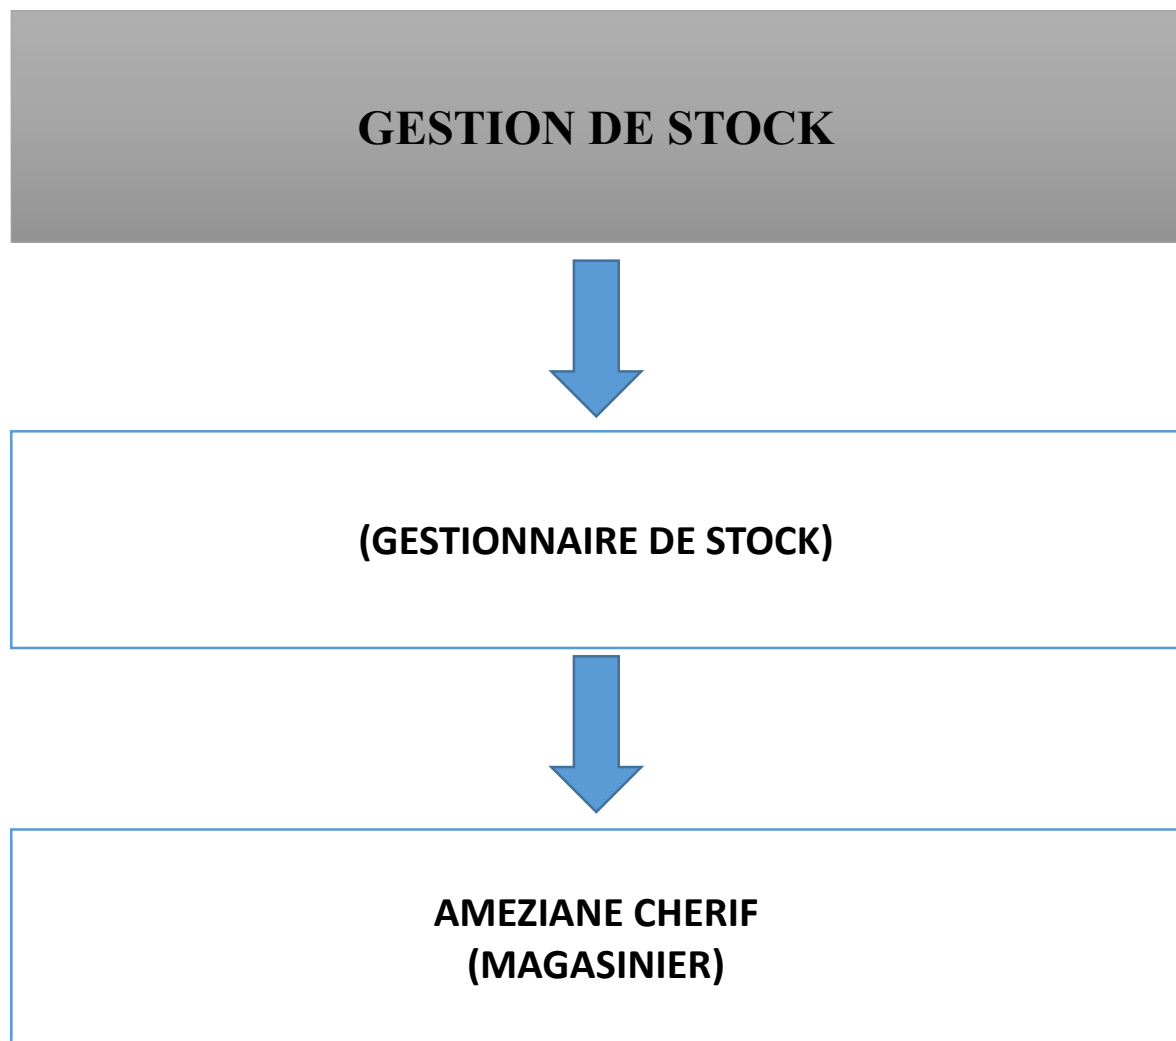 GESTION DE STOCK
(GESTIONNAIRE DE STOCK)
AMEZIANE CHERIF
(MAGASINIER)